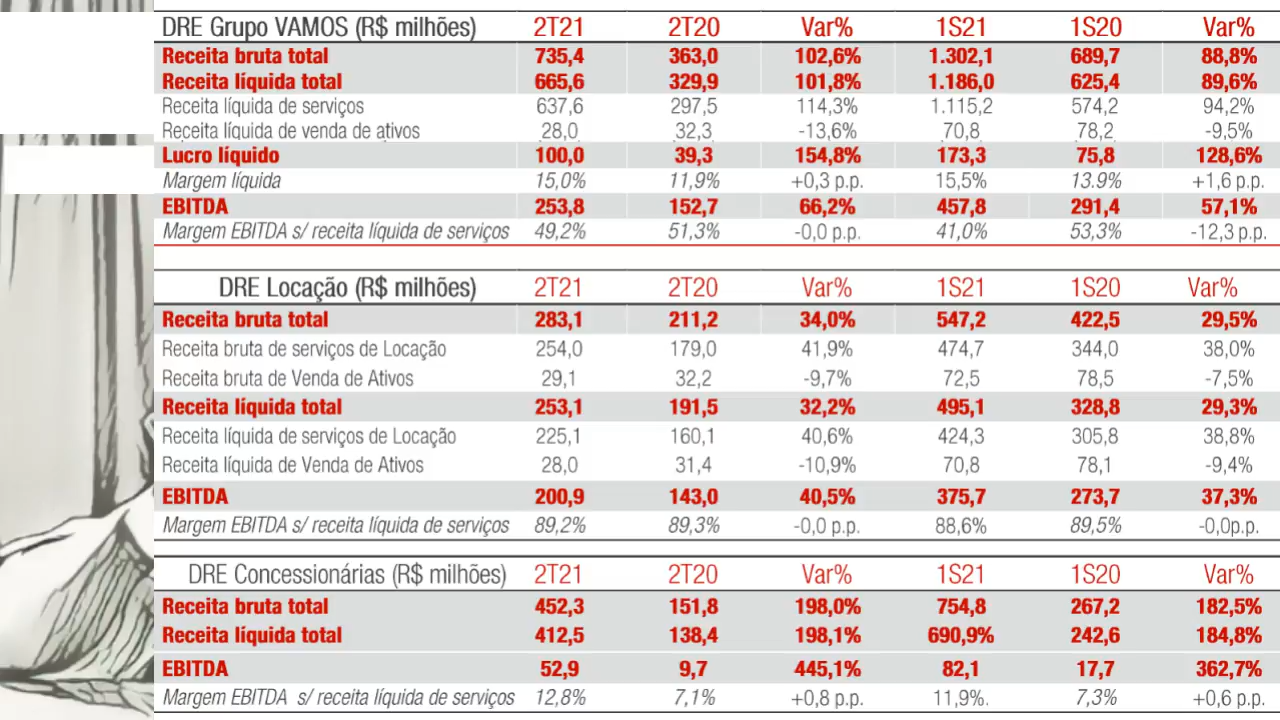 DRE Grupo VAMOS (R$ milhões) 2T21 2T20 Var% 1S21 1S20 Var%
Receita bruta total 735,4 363,0 102,6% 1.302,1 689,7 88,8%
Receita líquida total 665,6 329,9 101,8% 1.186,0 625,4 89,6%
Receita líquida de serviços 637,6 297,5 114,3% 1.115,2 574,2 94,2%
Receita líquida de venda de ativos 28,0 32,3 -13,6% 70,8 78,2 -9,5%
Lucro líquido 100,0 39,3 154,8% 173,3 75,8 128,6%
Margem líquida 15,0% 11,9% +0,3 p.p. 15,5% 13.9% +1,6 p.p.
EBITDA 253,8 152,7 66,2% 457,8 291,4 57,1%
Margem EBITDA s/ receita líquida de serviços 49,2% 51,3% -0,0 p.p. 41,0% 53,3% -12,3 p.p.
DRE Locação (R$ milhões) 2T21 2T20 Var% 1S21 1S20 Var%
Receita bruta total 283,1 211,2 34,0% 547,2 422,5 29,5%
Receita bruta de serviços de Locação 254,0 179,0 41,9% 474,7 344,0 38,0%
Receita bruta de Venda de Ativos 29,1 32,2 -9,7% 72,5 78,5 -7,5%
Receita líquida total 253,1 191,5 32,2% 495,1 328,8 29,3%
Receita líquida de serviços de Locação 225,1 160,1 40,6% 424,3 305,8 38,8%
Receita líquida de Venda de Ativos 28,0 31,4 -10,9% 70,8 78,1 -9,4%
EBITDA 200,9 143,0 40,5% 375,7 273,7 37,3%
Margem EBITDA s/ receita líquida de serviços 89,2% 89,3% -0,0 p.p. 88,6% 89,5% -0,0p.p.
DRE Concessionárias (R$ milhões) 2T21 2T20 Var% 1S21 1S20 Var%
Receita bruta total 452,3 151,8 198,0% 754,8 267,2 182,5%
Receita líquida total 412,5 138,4 198,1% 690,9% 242,6 184,8%
EBITDA 52,9 9,7 445,1% 82,1 17,7 362,7%
Margem EBITDA s/ receita líquida de serviços 12,8% 7,1% +0,8 p.p. 11,9%. 7,3% +0,6 p.p.